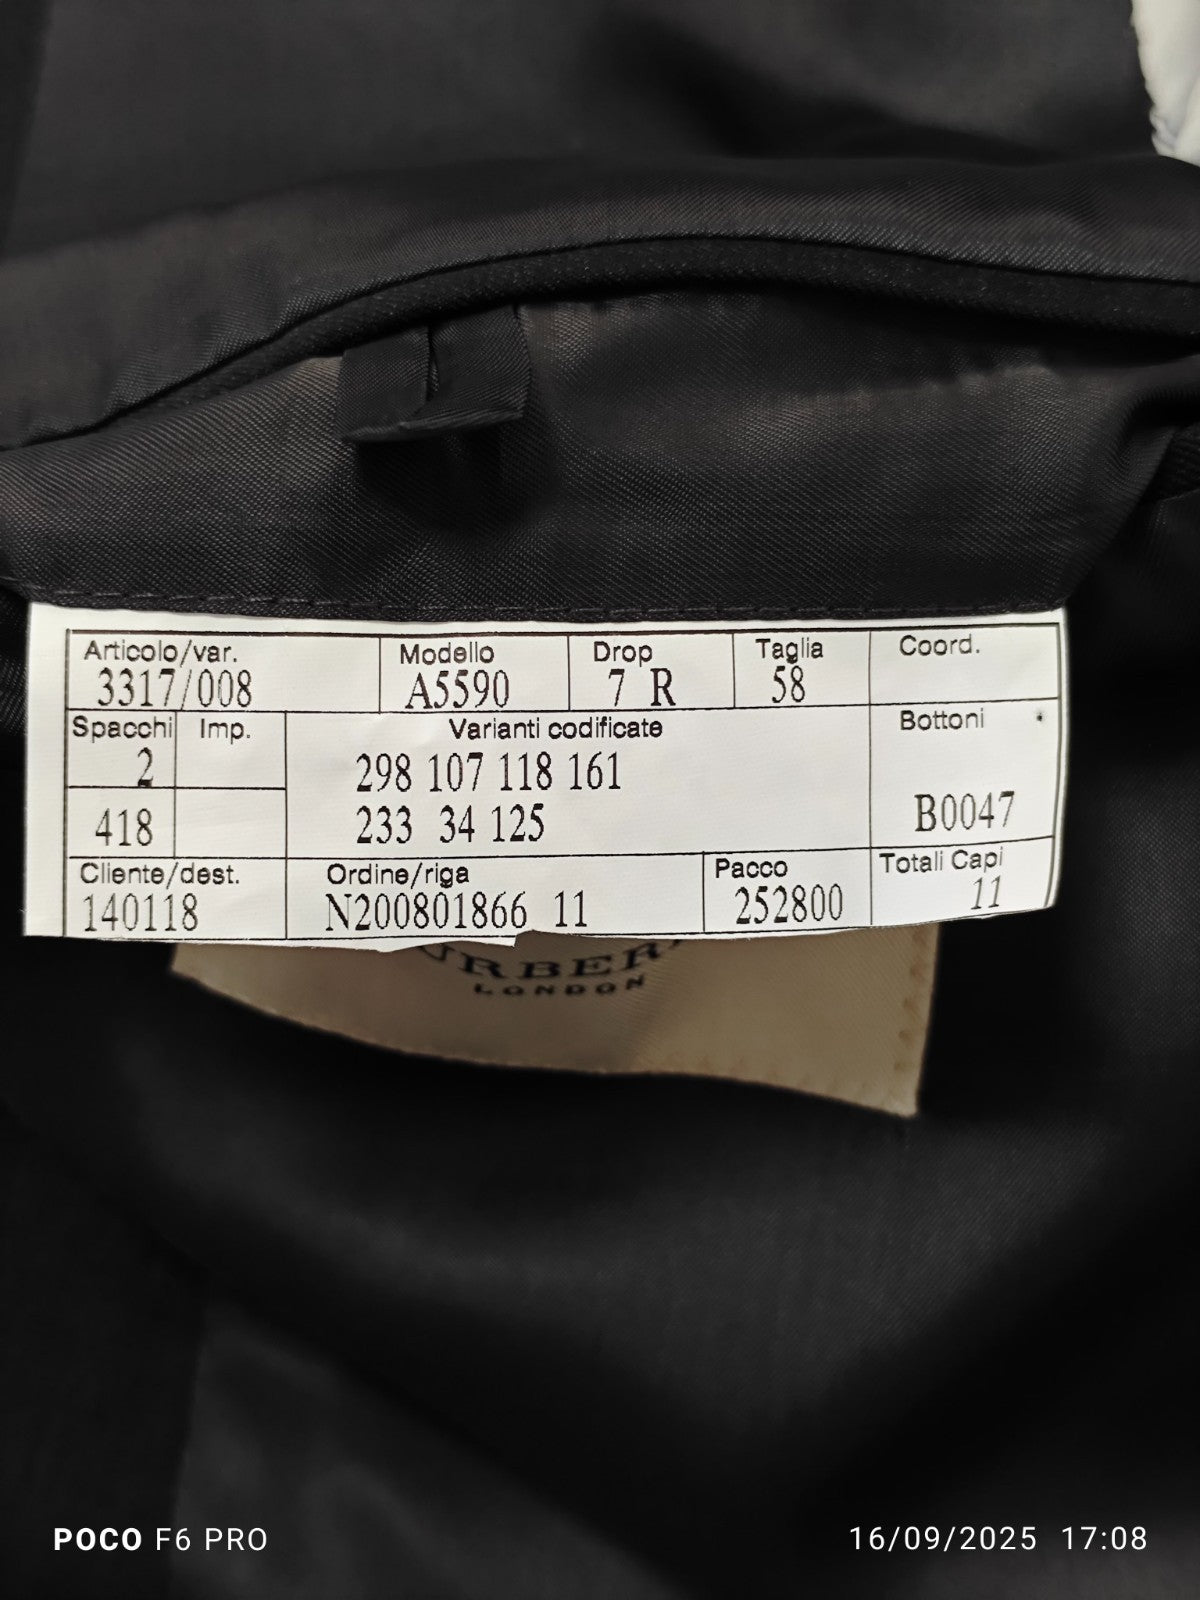 Articolo/var. Modello Drop Taglia Coord.
3317/008 A5590 7 R 58
Spacchi Imp. Varianti codificate Bottoni
2 298 107 118 161
418 233 34 125 B0047
Cliente/dest. Ordine/riga Pacco Totali Capi
140118 N200801866 11 252800 11
LONDON
POCO F6 PRO 16/09/2025 17:08